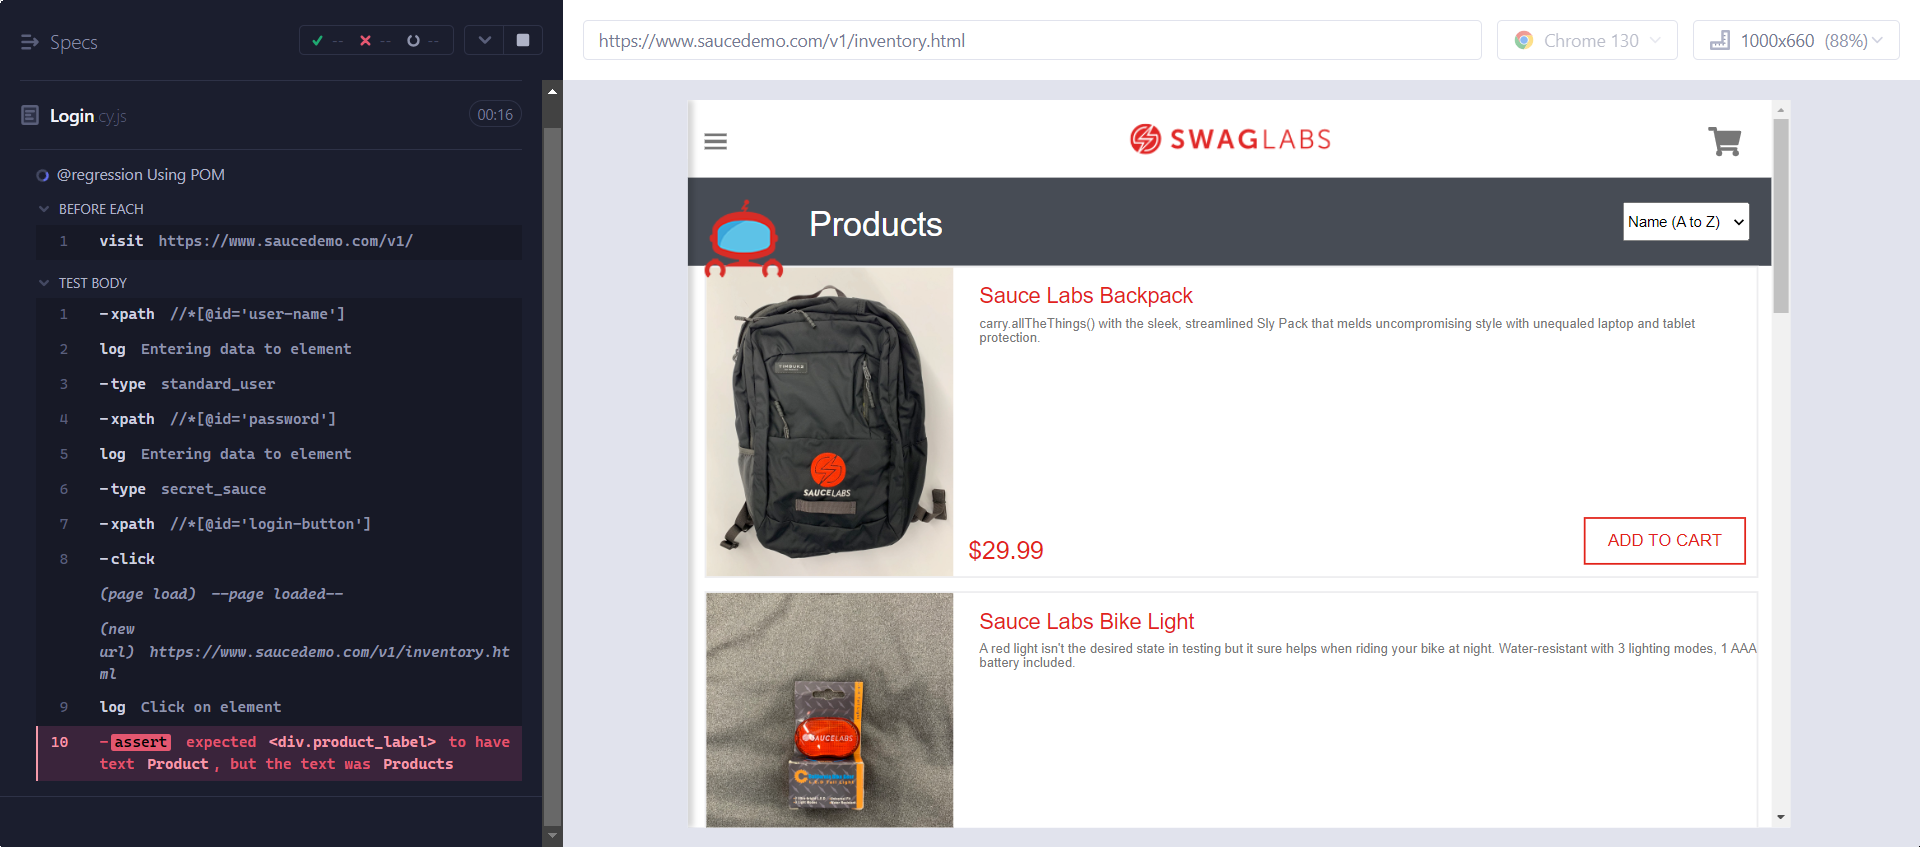 Specs
-- -- --
Login.cy.js
00:16
@regression Using POM
BEFORE EACH
1 visit https://www.saucedemo.com/v1/
TEST BODY
1 -xpath //*[@id='user-name']
2 log Entering data to element
3 -type standard_user
4 -xpath //*[@id='password']
5 log Entering data to element
6 -type secret_sauce
7 -xpath //*[@id='login-button']
8 -click
(page load) --page loaded--
(new
url) https://www.saucedemo.com/v1/inventory.ht
ml
9 log Click on element
10 -assert expected <div.product_label> to have
text Product, but the text was Products
https://www.saucedemo.com/v1/inventory.html
Chrome 130
1000x660 (88%)
SWAGLABS
Products
Name (A to Z)
Sauce Labs Backpack
carry.allTheThings() with the sleek, streamlined Sly Pack that melds uncompromising style with unequaled laptop and tablet
protection.
TIMBUK2
SAUCELABS
$29.99
ADD TO CART
Sauce Labs Bike Light
A red light isn't the desired state in testing but it sure helps when riding your bike at night. Water-resistant with 3 lighting modes, 1 AAA
battery included.
SAUCELABS